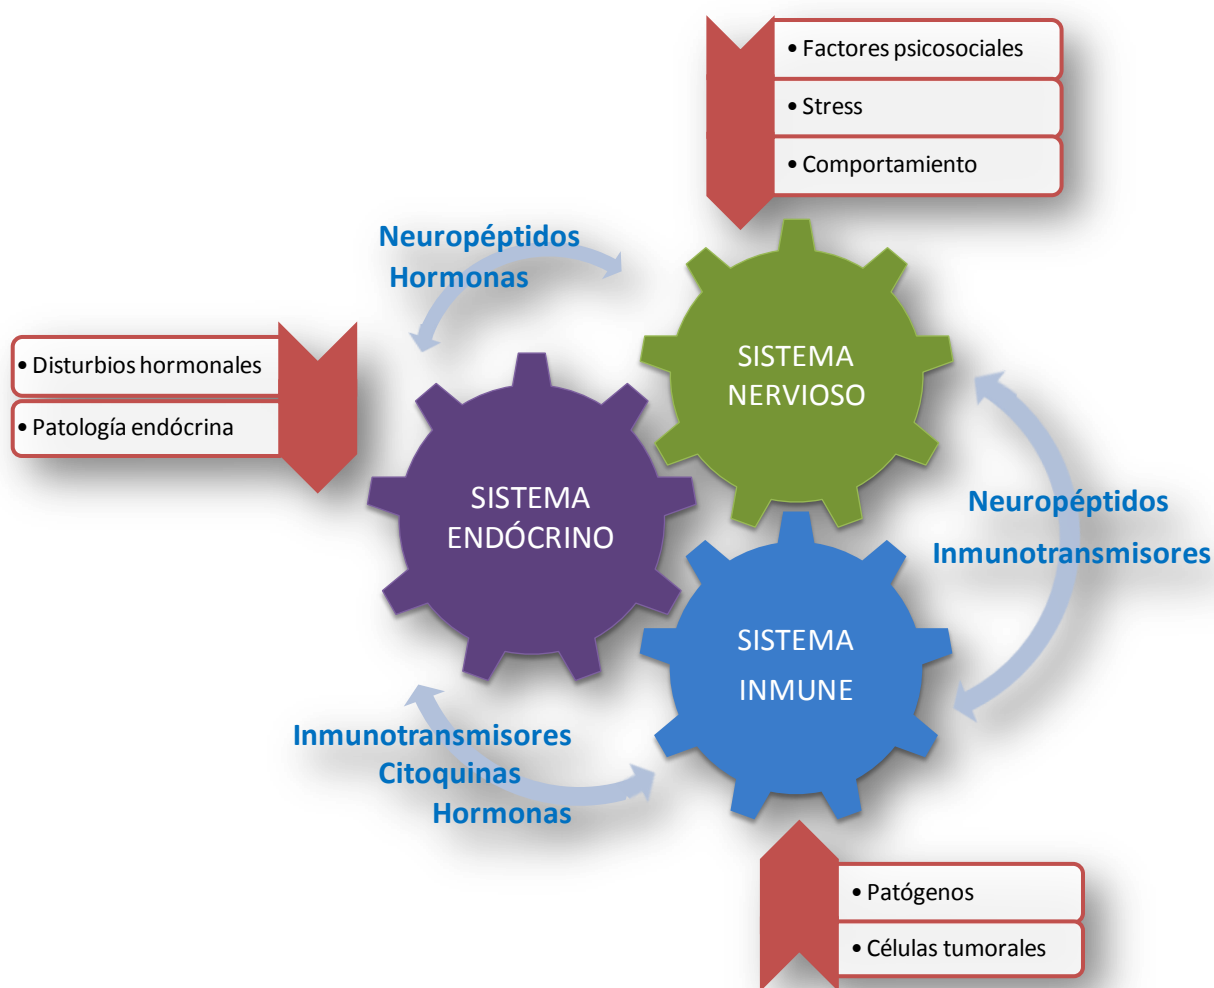 • Factores psicosociales
• Stress
• Comportamiento
Neuropéptidos
Hormonas
• Disturbios hormonales
• Patología endócrina
SISTEMA
NERVIOSO
SISTEMA
ENDÓCRINO
Neuropéptidos
Inmunotransmisores
SISTEMA
INMUNE
Inmunotransmisores
Citoquinas
Hormonas
• Patógenos
• Células tumorales